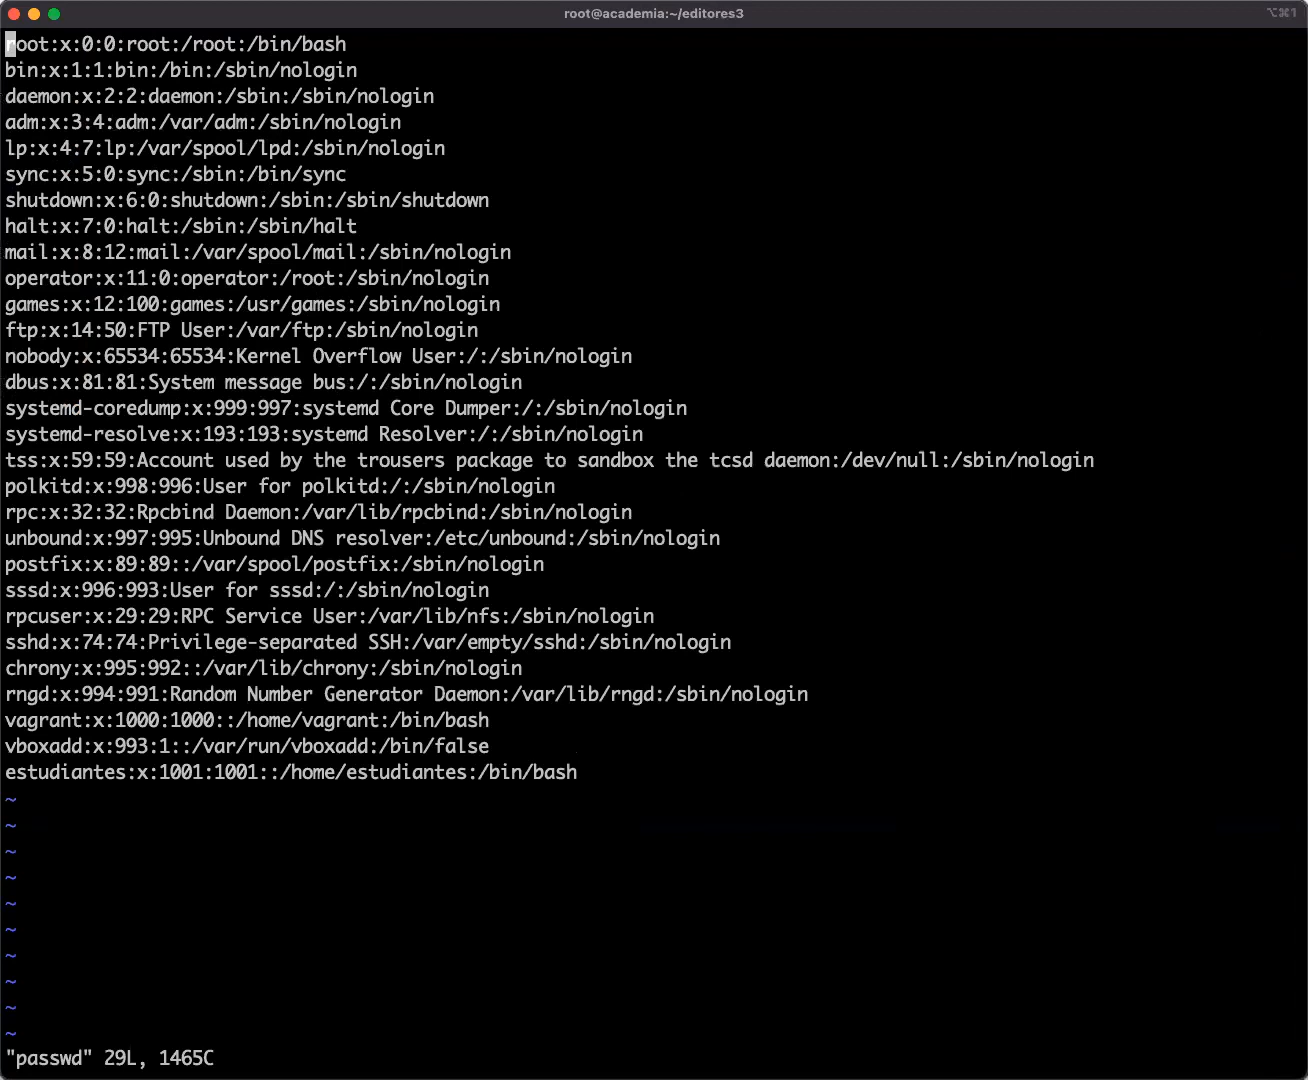 root@academia:~/editores3
⌥⌘1
root:x:0:0:root:/root:/bin/bash
bin:x:1:1:bin:/bin:/sbin/nologin
daemon:x:2:2:daemon:/sbin:/sbin/nologin
adm:x:3:4:adm:/var/adm:/sbin/nologin
lp:x:4:7:lp:/var/spool/lpd:/sbin/nologin
sync:x:5:0:sync:/sbin:/bin/sync
shutdown:x:6:0:shutdown:/sbin:/sbin/shutdown
halt:x:7:0:halt:/sbin:/sbin/halt
mail:x:8:12:mail:/var/spool/mail:/sbin/nologin
operator:x:11:0:operator:/root:/sbin/nologin
games:x:12:100:games:/usr/games:/sbin/nologin
ftp:x:14:50:FTP User:/var/ftp:/sbin/nologin
nobody:x:65534:65534:Kernel Overflow User:/:/sbin/nologin
dbus:x:81:81:System message bus:/:/sbin/nologin
systemd-coredump:x:999:997:systemd Core Dumper:/:/sbin/nologin
systemd-resolve:x:193:193:systemd Resolver:/:/sbin/nologin
tss:x:59:59:Account used by the trousers package to sandbox the tcsd daemon:/dev/null:/sbin/nologin
polkitd:x:998:996:User for polkitd:/:/sbin/nologin
rpc:x:32:32:Rpcbind Daemon:/var/lib/rpcbind:/sbin/nologin
unbound:x:997:995:Unbound DNS resolver:/etc/unbound:/sbin/nologin
postfix:x:89:89::/var/spool/postfix:/sbin/nologin
sssd:x:996:993:User for sssd:/:/sbin/nologin
rpcuser:x:29:29:RPC Service User:/var/lib/nfs:/sbin/nologin
sshd:x:74:74:Privilege-separated SSH:/var/empty/sshd:/sbin/nologin
chrony:x:995:992::/var/lib/chrony:/sbin/nologin
rngd:x:994:991:Random Number Generator Daemon:/var/lib/rngd:/sbin/nologin
vagrant:x:1000:1000::/home/vagrant:/bin/bash
vboxadd:x:993:1::/var/run/vboxadd:/bin/false
estudiantes:x:1001:1001::/home/estudiantes:/bin/bash
~
~
~
~
~
~
~
~
~
~
"passwd" 29L, 1465C